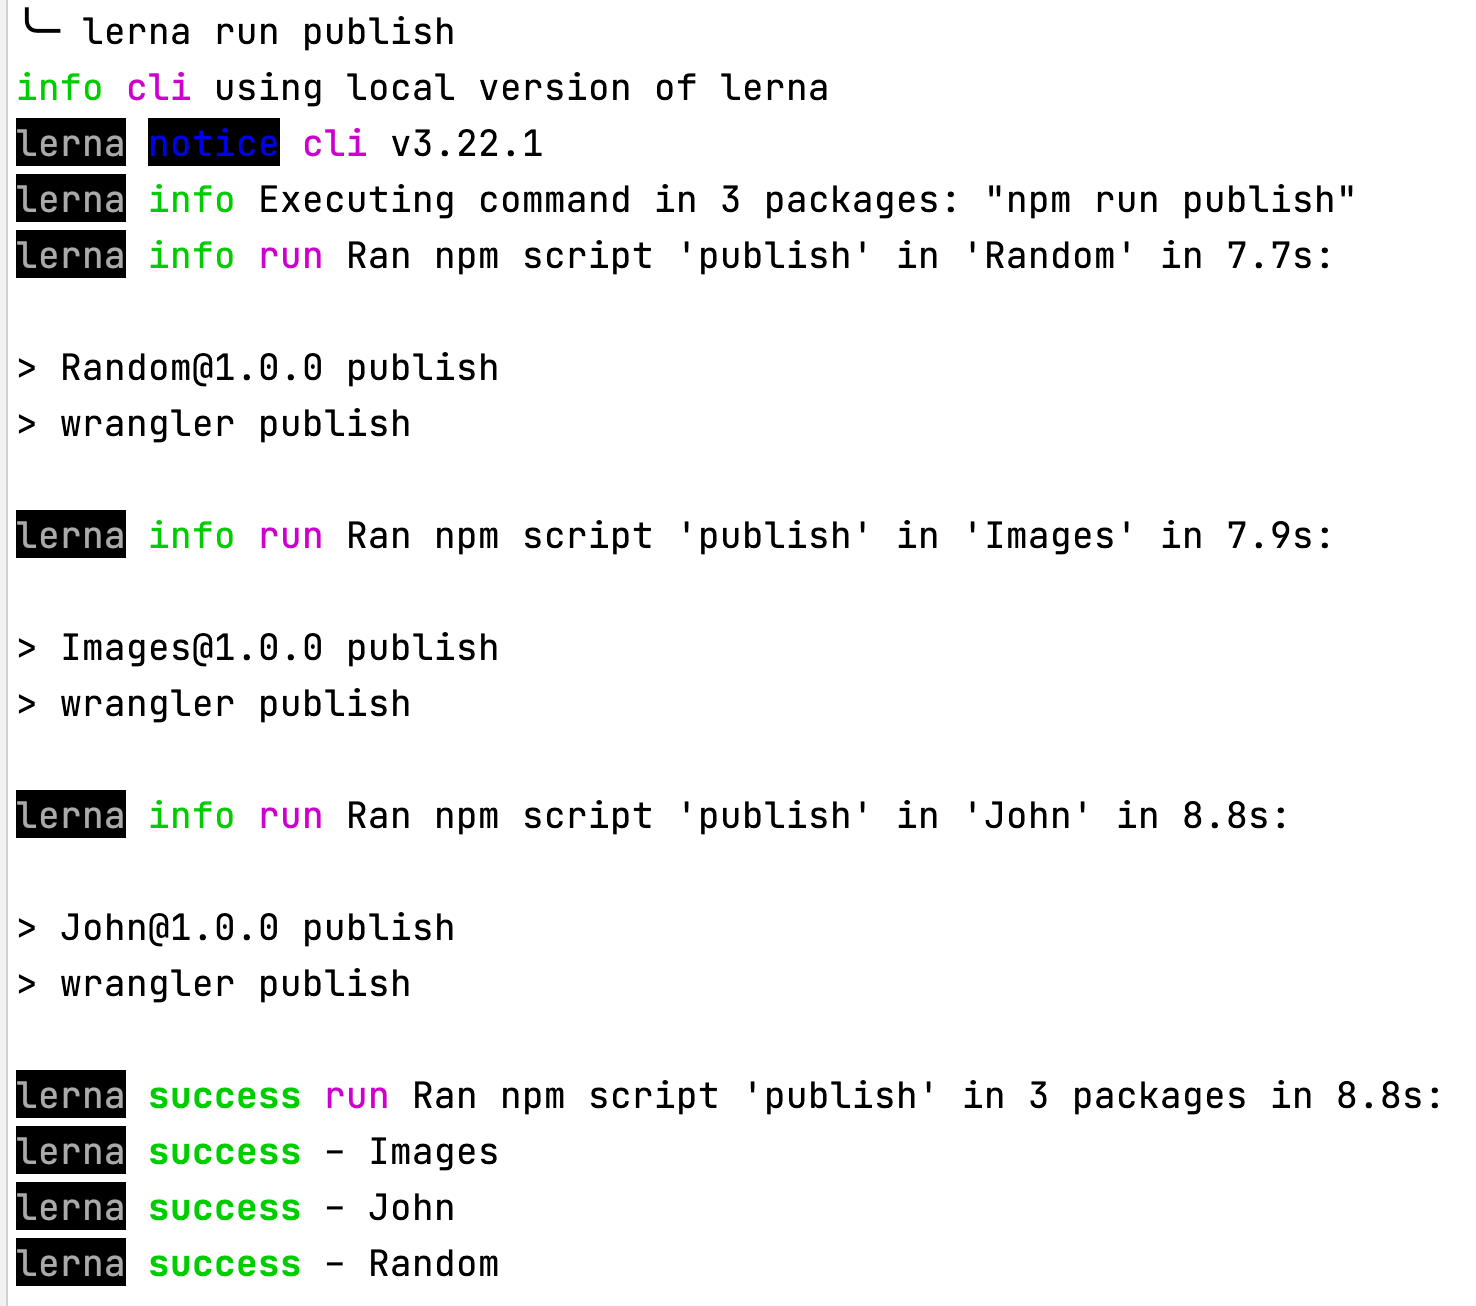 ╰─ lerna run publish
info cli using local version of lerna
lerna notice cli v3.22.1
lerna info Executing command in 3 packages: "npm run publish"
lerna info run Ran npm script 'publish' in 'Random' in 7.7s:
> Random@1.0.0 publish
> wrangler publish
lerna info run Ran npm script 'publish' in 'Images' in 7.9s:
> Images@1.0.0 publish
> wrangler publish
lerna info run Ran npm script 'publish' in 'John' in 8.8s:
> John@1.0.0 publish
> wrangler publish
lerna success run Ran npm script 'publish' in 3 packages in 8.8s:
lerna success - Images
lerna success - John
lerna success - Random